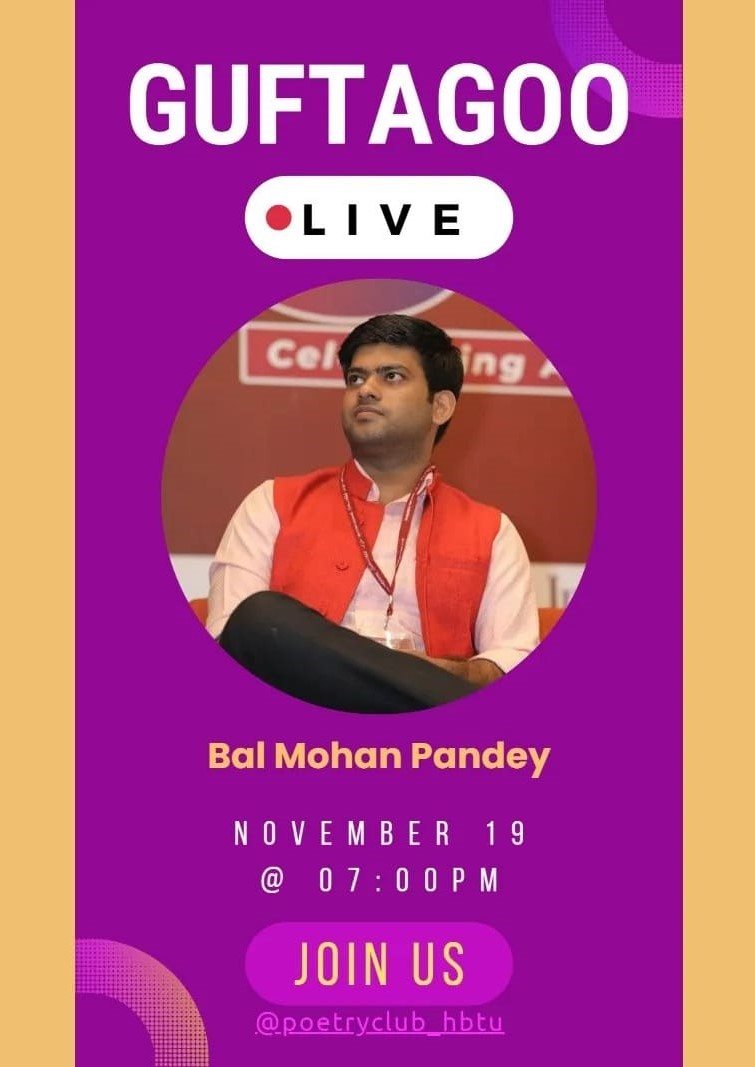 GUFTAGOO
LIVE
Bal Mohan Pandey
NOVEMBER 19
@ 07:00PM
JOIN US
@poetryclub_hbtu